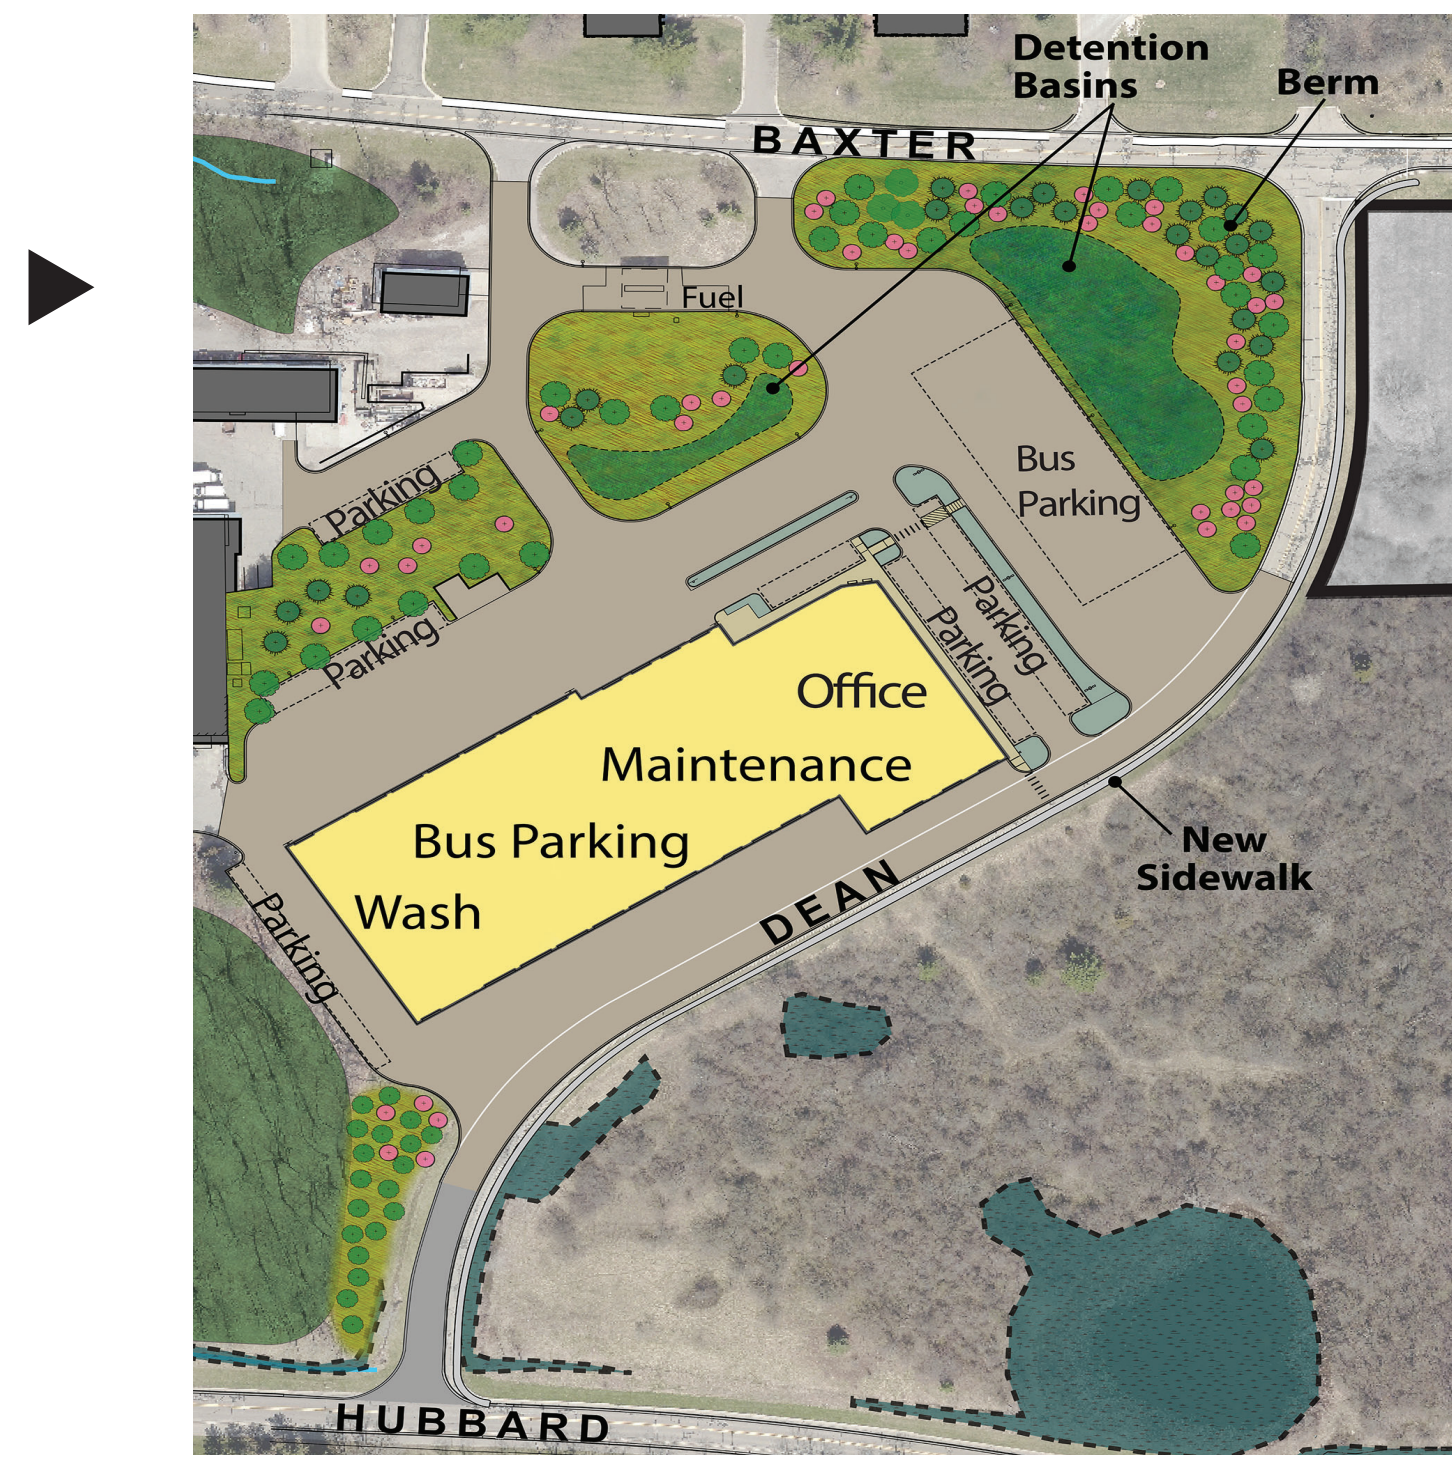 Detention
Basins
Berm
BAXTER
Fuel
Bus
Parking
Parking
Parking
Parking
Parking
Office
Maintenance
Bus Parking
Wash
New
Sidewalk
DEAN
Parking
HUBBARD